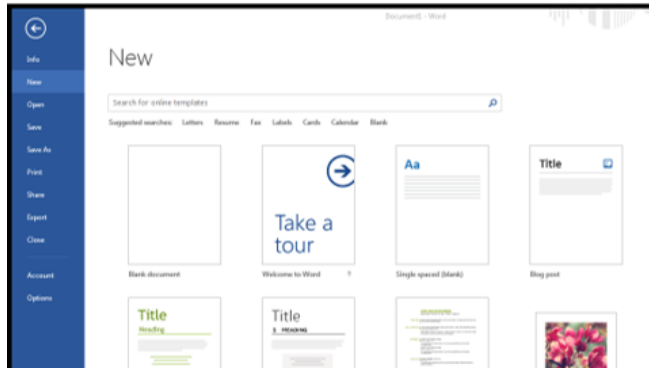 Document1 - Word
Info
New
Open
Save
Save As
Print
Share
Export
Close
Account
Options
New
Search for online templates
Suggested searches: Letters Resume Fax Labels Cards Calendar Blank
Take a
tour
Aa
Title
Blank document
Welcome to Word
Single spaced (blank)
Blog post
Title
Heading
Title
1 HEADING